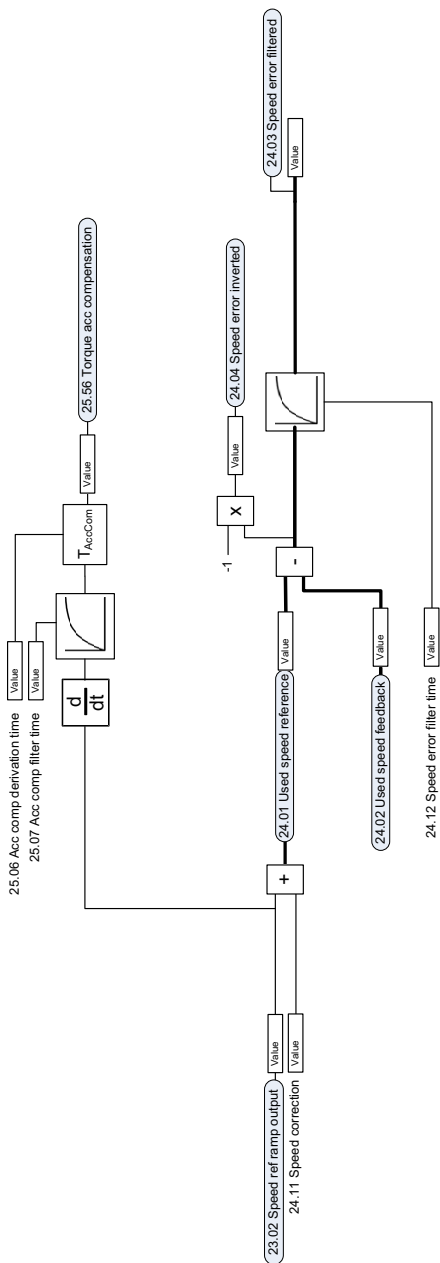 25.06 Acc comp derivation time Value
25.07 Acc comp filter time Value
d
dt
TAccCom
Value
25.56 Torque acc compensation
-1
x
Value
24.04 Speed error inverted
23.02 Speed ref ramp output Value
24.11 Speed correction Value
+
24.01 Used speed reference Value
-
24.02 Used speed feedback Value
24.12 Speed error filter time Value
Value
24.03 Speed error filtered